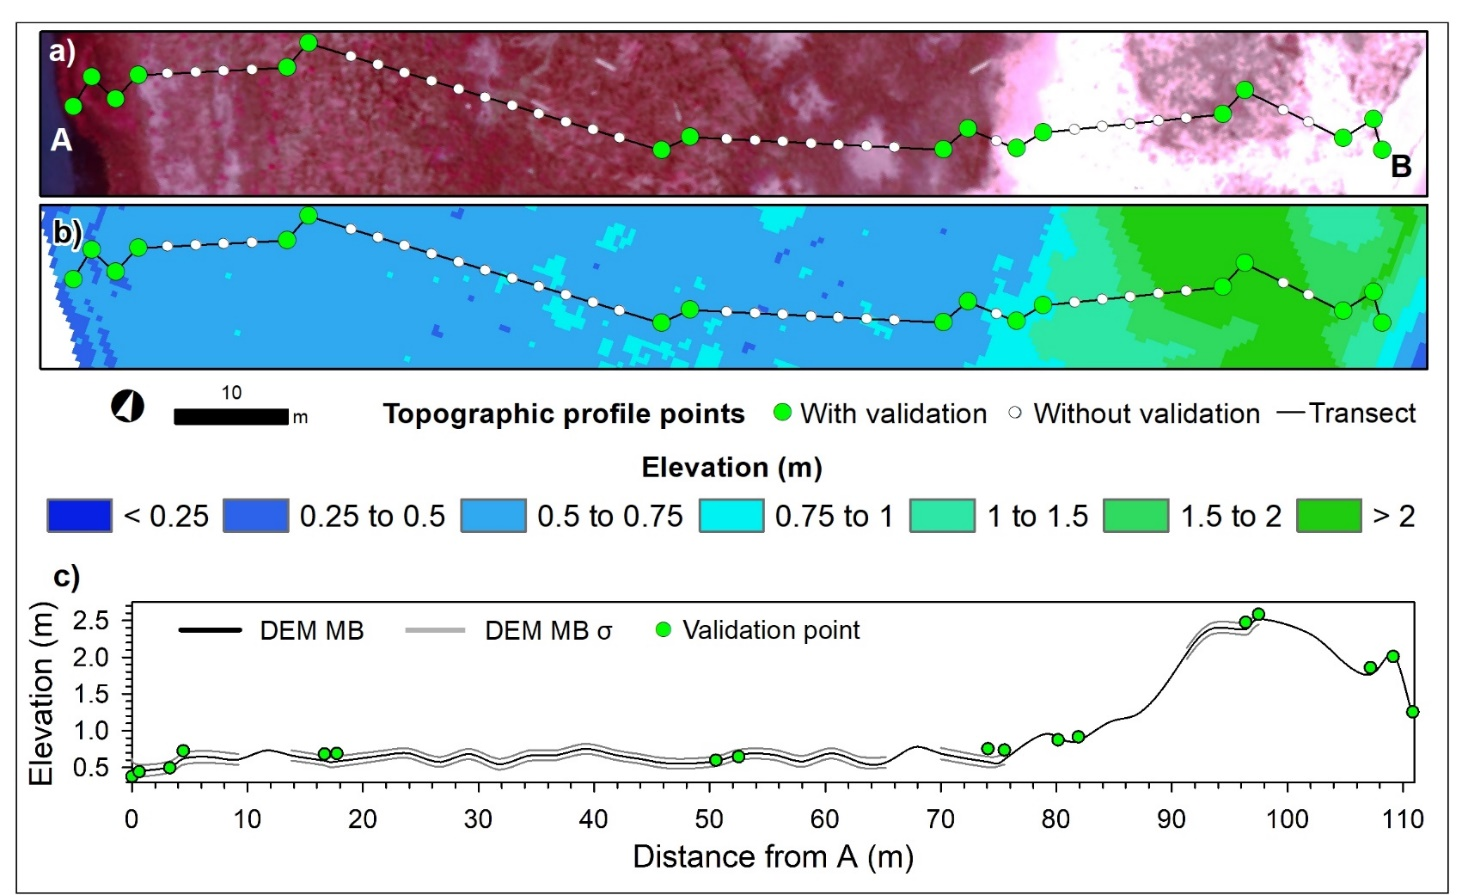 a)
A
B
b)
10
m
Topographic profile points With validation Without validation Transect
Elevation (m)
< 0.25 0.25 to 0.5 0.5 to 0.75 0.75 to 1 1 to 1.5 1.5 to 2 > 2
c)
DEM MB DEM MB σ Validation point
Elevation (m)
2.5
2.0
1.5
1.0
0.5
0 10 20 30 40 50 60 70 80 90 100 110
Distance from A (m)